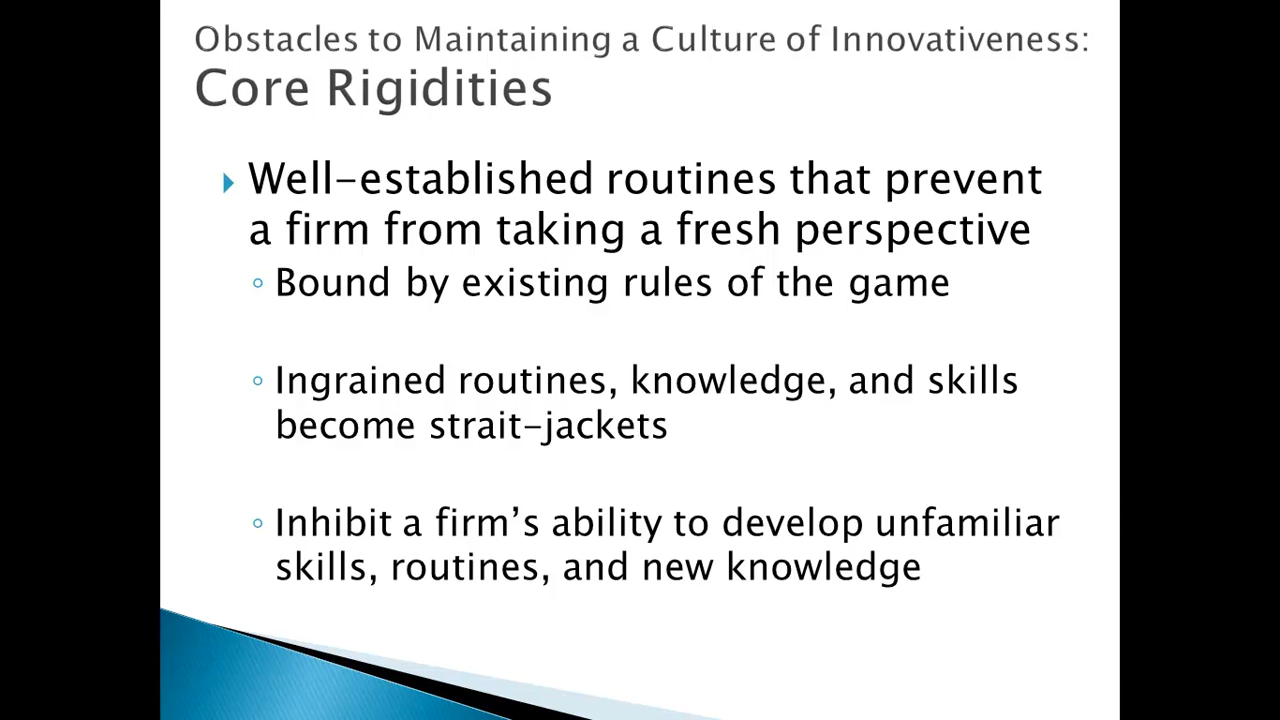 Obstacles to Maintaining a Culture of Innovativeness:
Core Rigidities
Well-established routines that prevent
a firm from taking a fresh perspective
Bound by existing rules of the game
Ingrained routines, knowledge, and skills
become strait-jackets
Inhibit a firm’s ability to develop unfamiliar
skills, routines, and new knowledge